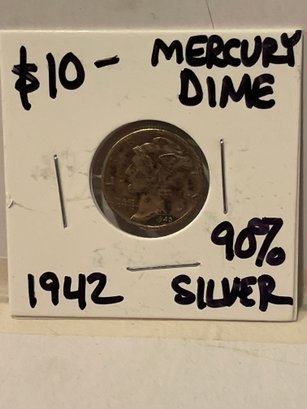 $10- MERCURY
DIME
90%
1942 SILVER